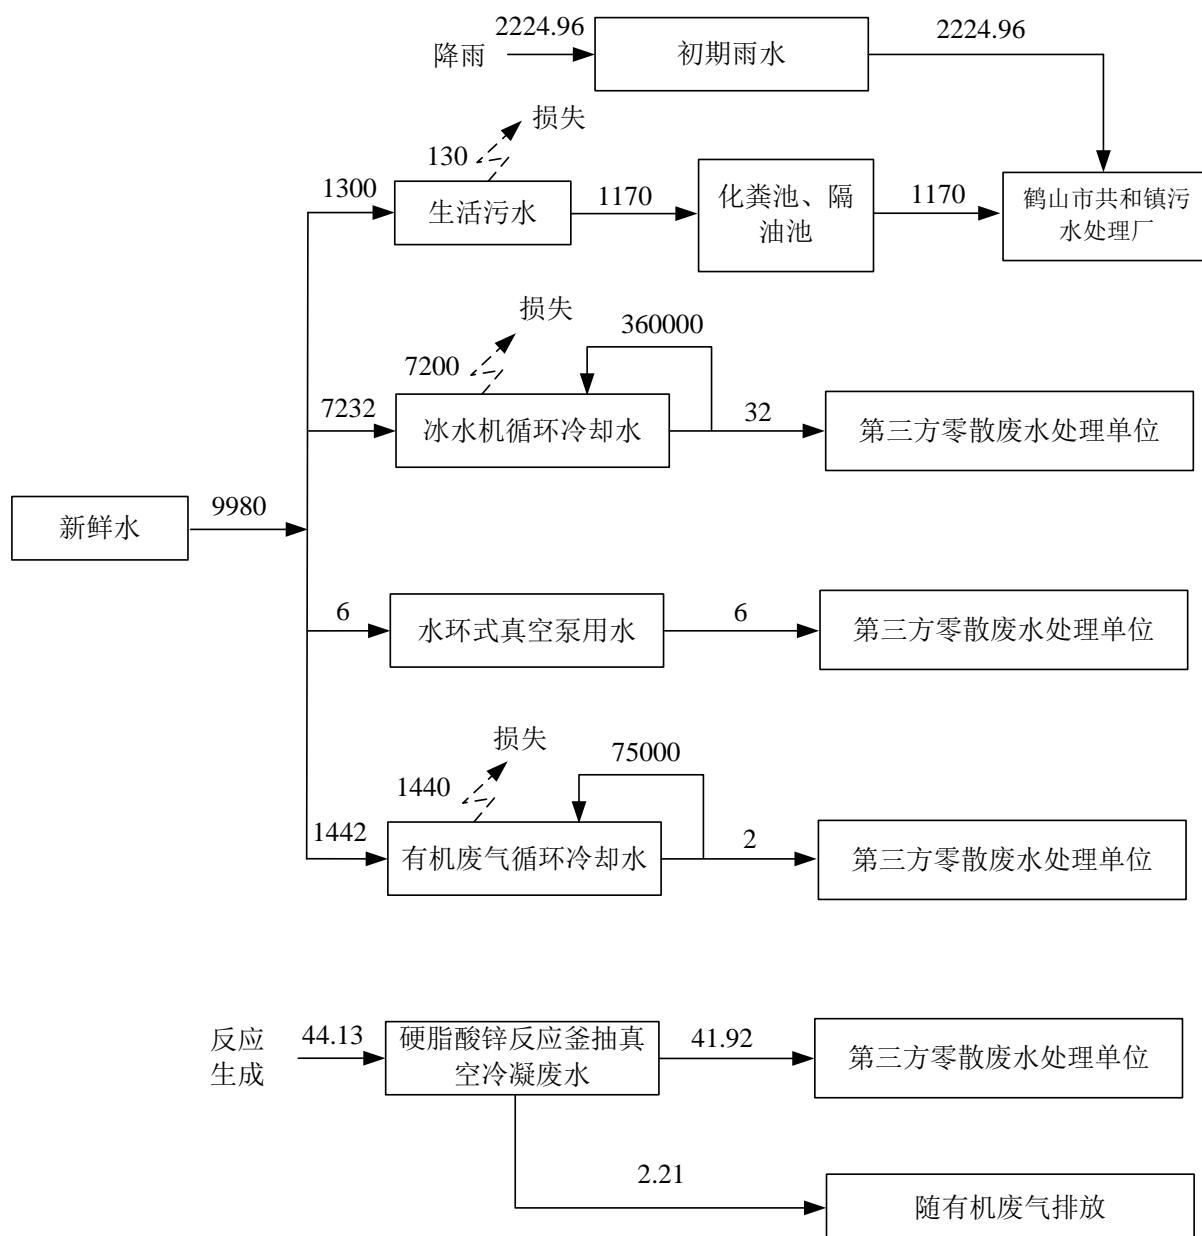 2224.96
降雨
初期雨水
2224.96
损失
130
1300
生活污水
1170
化粪池、隔
油池
1170
鹤山市共和镇污
水处理厂
损失
7200
360000
7232
冰水机循环冷却水
32
第三方零散废水处理单位
新鲜水
9980
6
水环式真空泵用水
6
第三方零散废水处理单位
损失
1440
75000
1442
有机废气循环冷却水
2
第三方零散废水处理单位
反应
生成
44.13
硬脂酸锌反应釜抽真
空冷凝废水
41.92
第三方零散废水处理单位
2.21
随有机废气排放